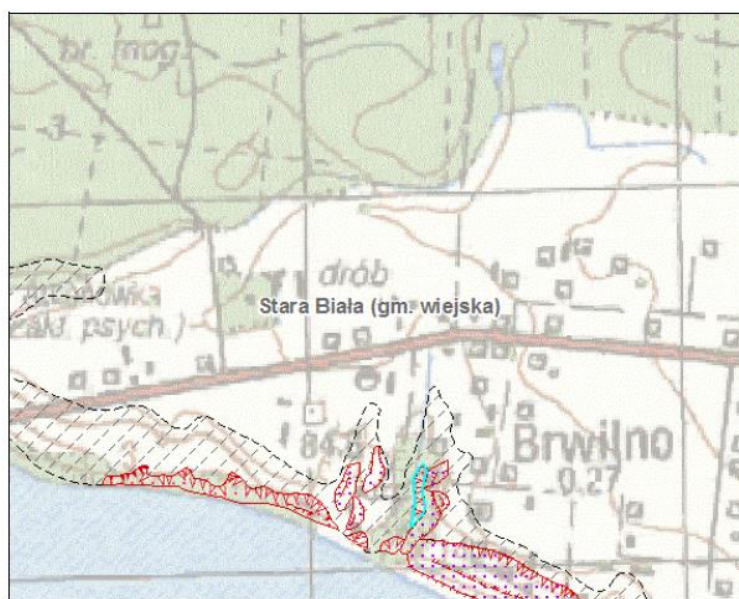 br. mog.
3
drób
Stara Biała (gm. wiejska)
zakł. psych.)
84
Brwilno
0.27